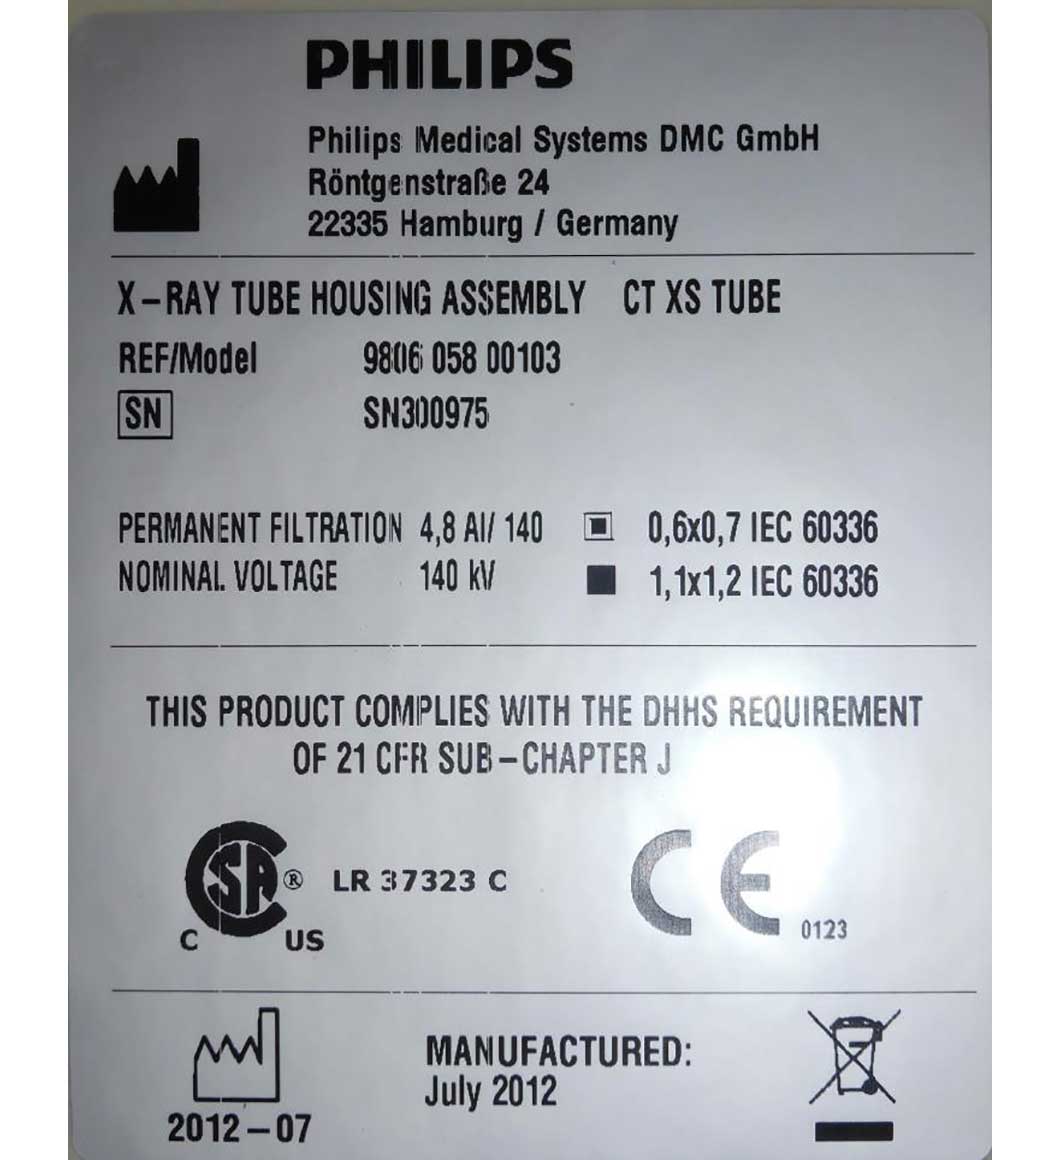 PHILIPS
Philips Medical Systems DMC GmbH
Röntgenstraße 24
22335 Hamburg / Germany
X-RAY TUBE HOUSING ASSEMBLY CT XS TUBE
REF/Model 9806 058 00103
SN SN300975
PERMANENT FILTRATION 4,8 Al/ 140 0,6x0,7 IEC 60336
NOMINAL VOLTAGE 140 kV 1,1x1,2 IEC 60336
THIS PRODUCT COMPLIES WITH THE DHHS REQUIREMENT
OF 21 CFR SUB-CHAPTER J
CSA ® LR 37323 C
C US
CE 0123
MANUFACTURED:
July 2012
2012-07